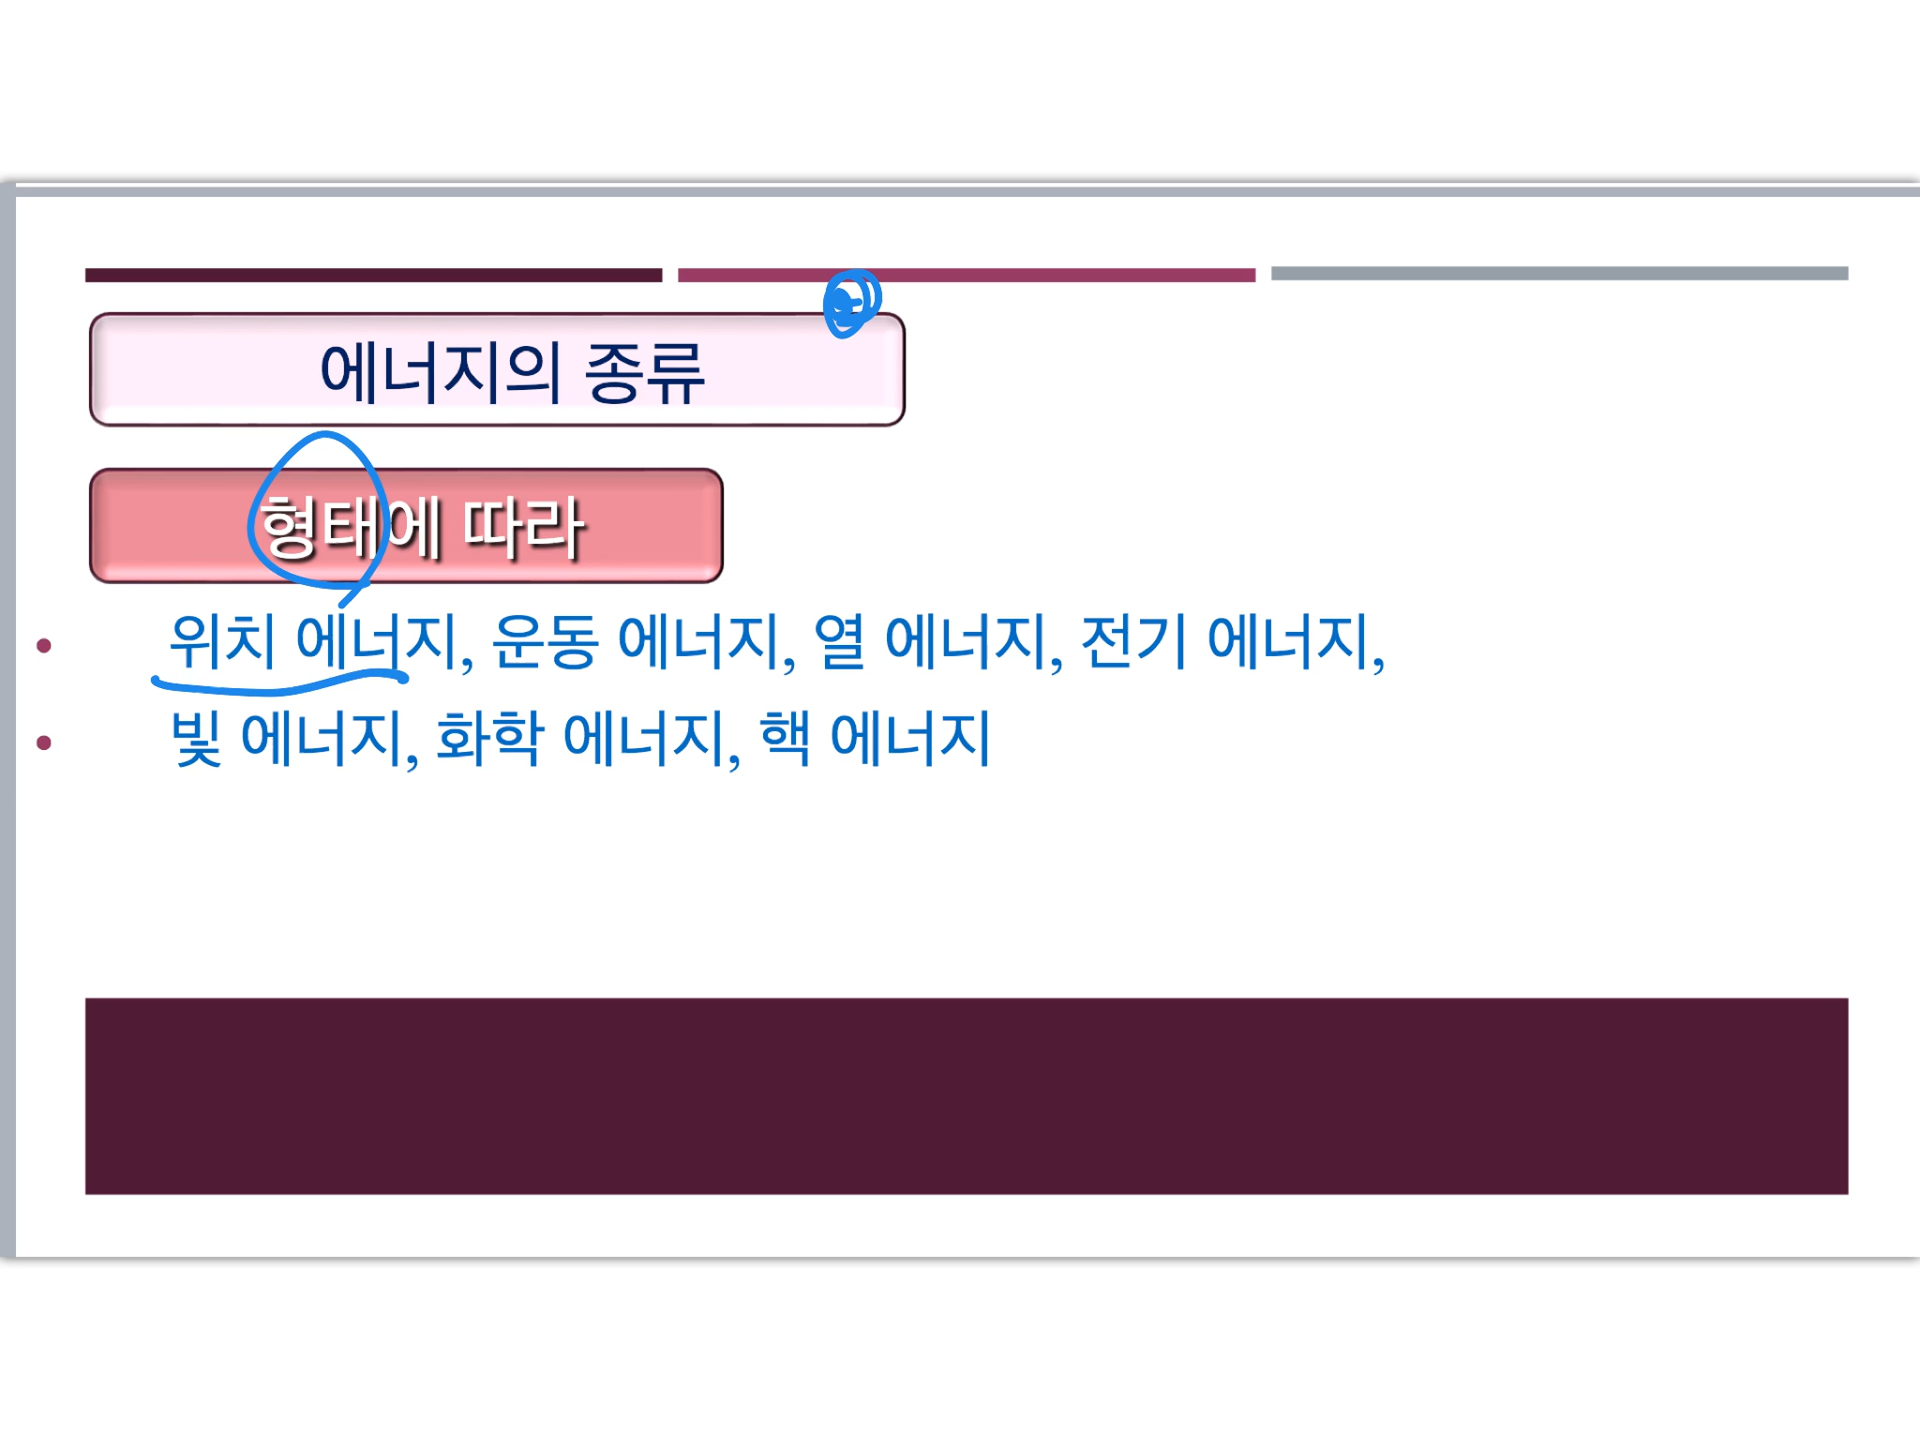 에너지의 종류
형태에 따라
• 위치 에너지, 운동 에너지, 열 에너지, 전기 에너지,
• 빛 에너지, 화학 에너지, 핵 에너지